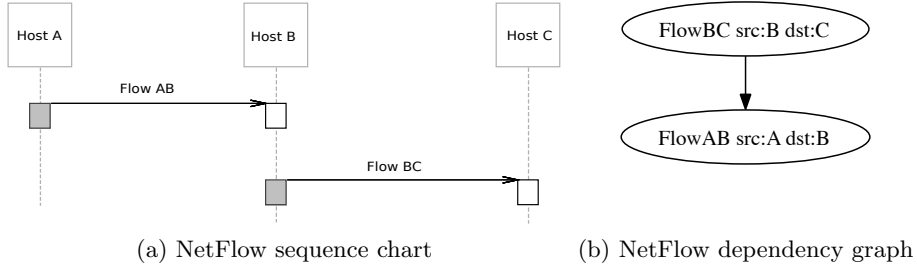 Host A Host B Host C
Flow AB
Flow BC
(a) NetFlow sequence chart
FlowBC src:B dst:C
FlowAB src:A dst:B
(b) NetFlow dependency graph